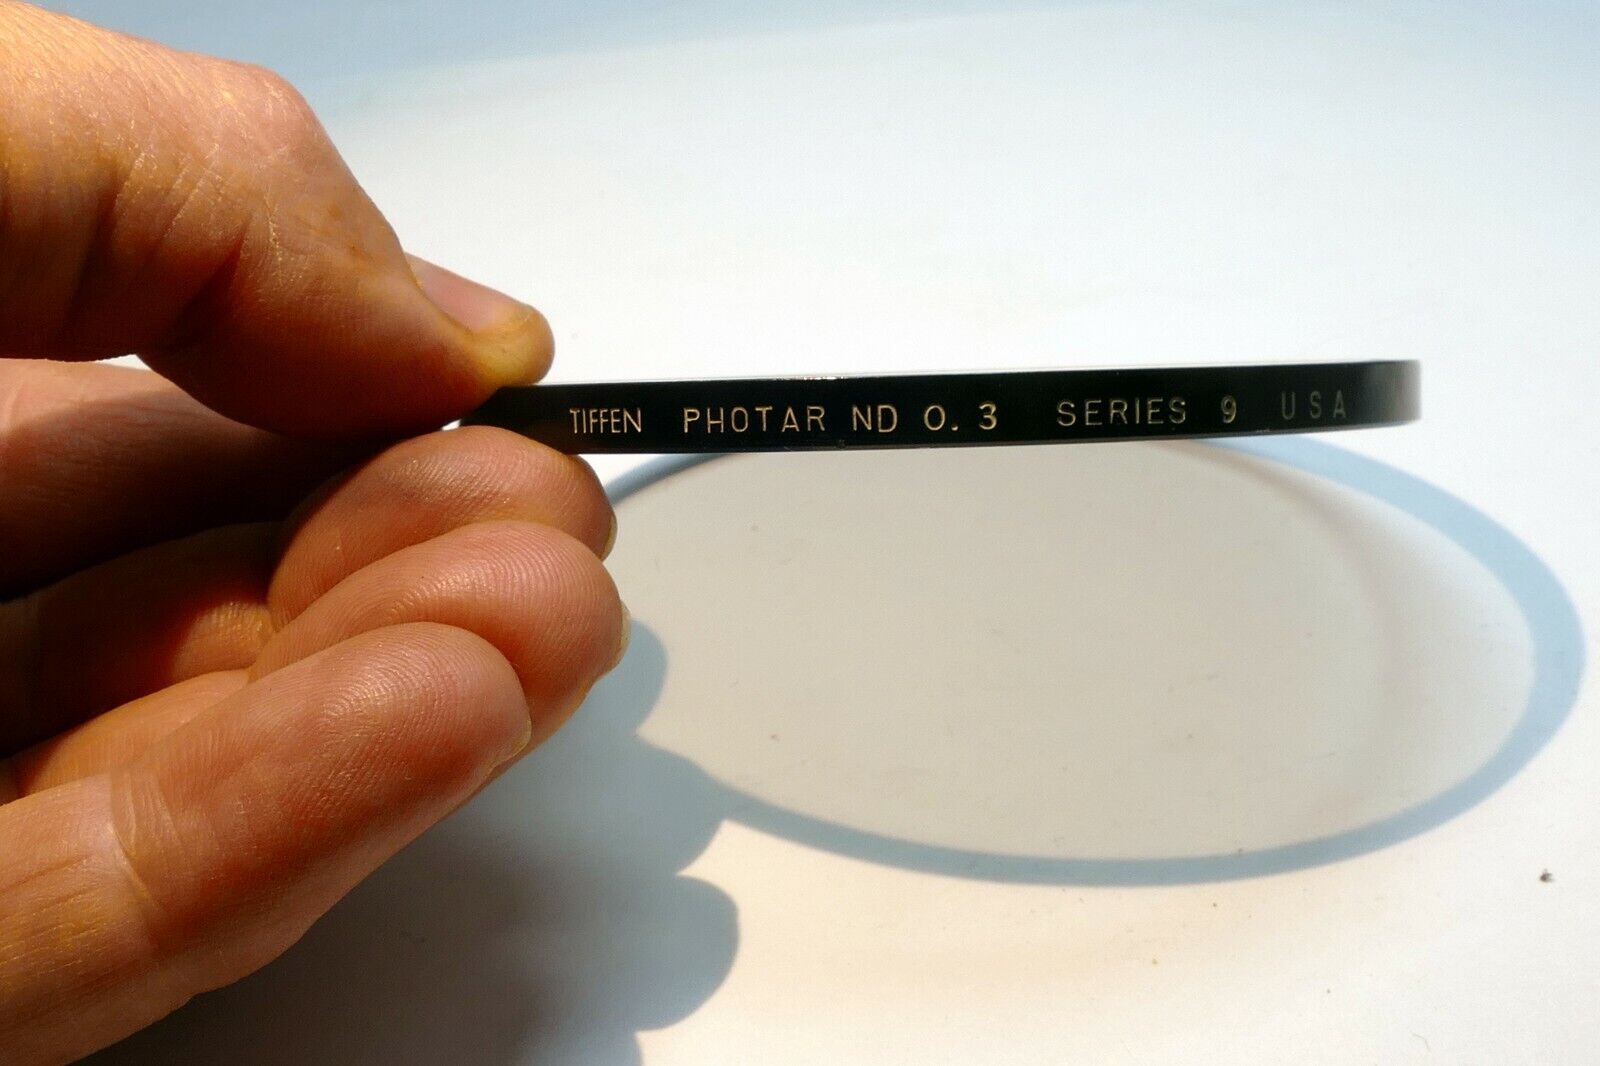 TIFFEN PHOTAR ND 0.3 SERIES 9 USA